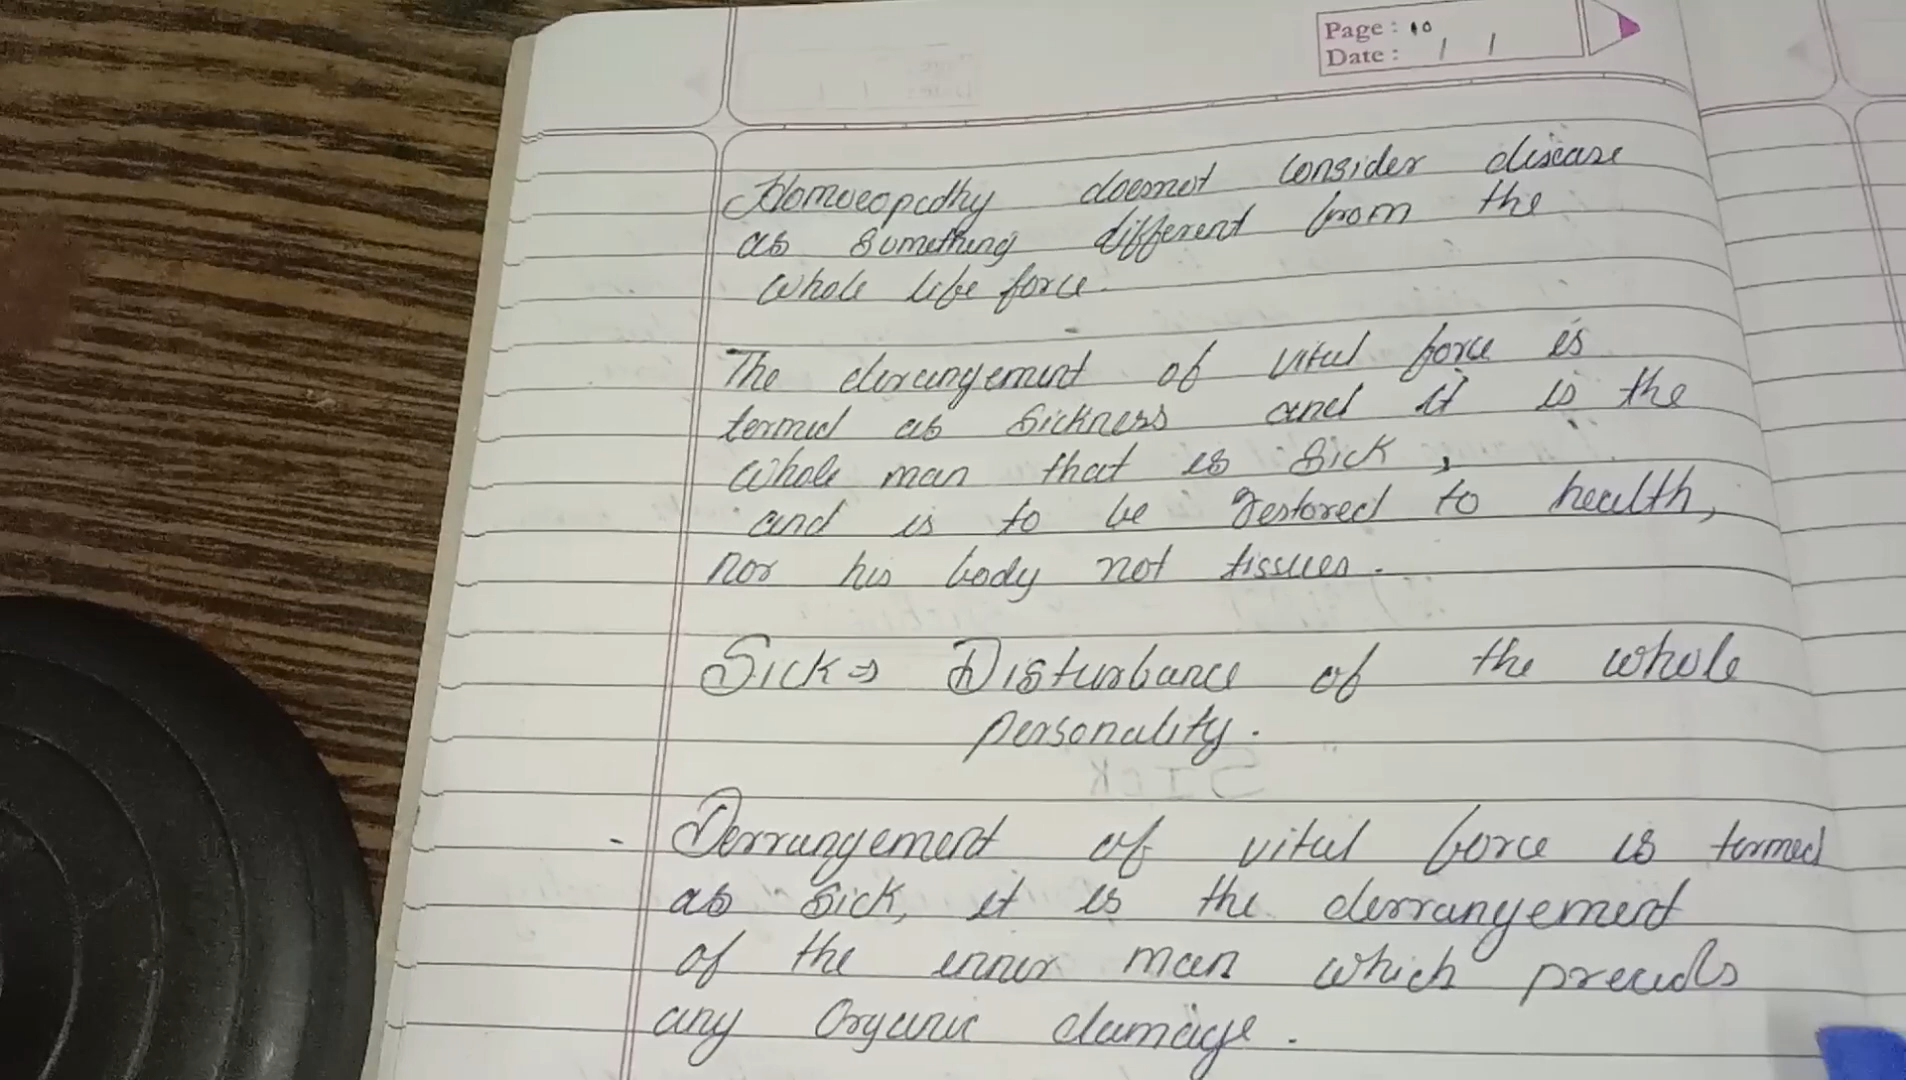 Page: 10
Date: / /
Homoeopathy doesnot consider disease
as something different from the
whole life force.
The derangement of vital force is
termed as sickness and it is the
whole man that is sick,
and is to be restored to health,
nor his body not tissues.
Sick ⇒ Disturbance of the whole
personality.
- Derrangement of vital force is termed
as sick, it is the derrangement
of the inner man which
any Organic damage.